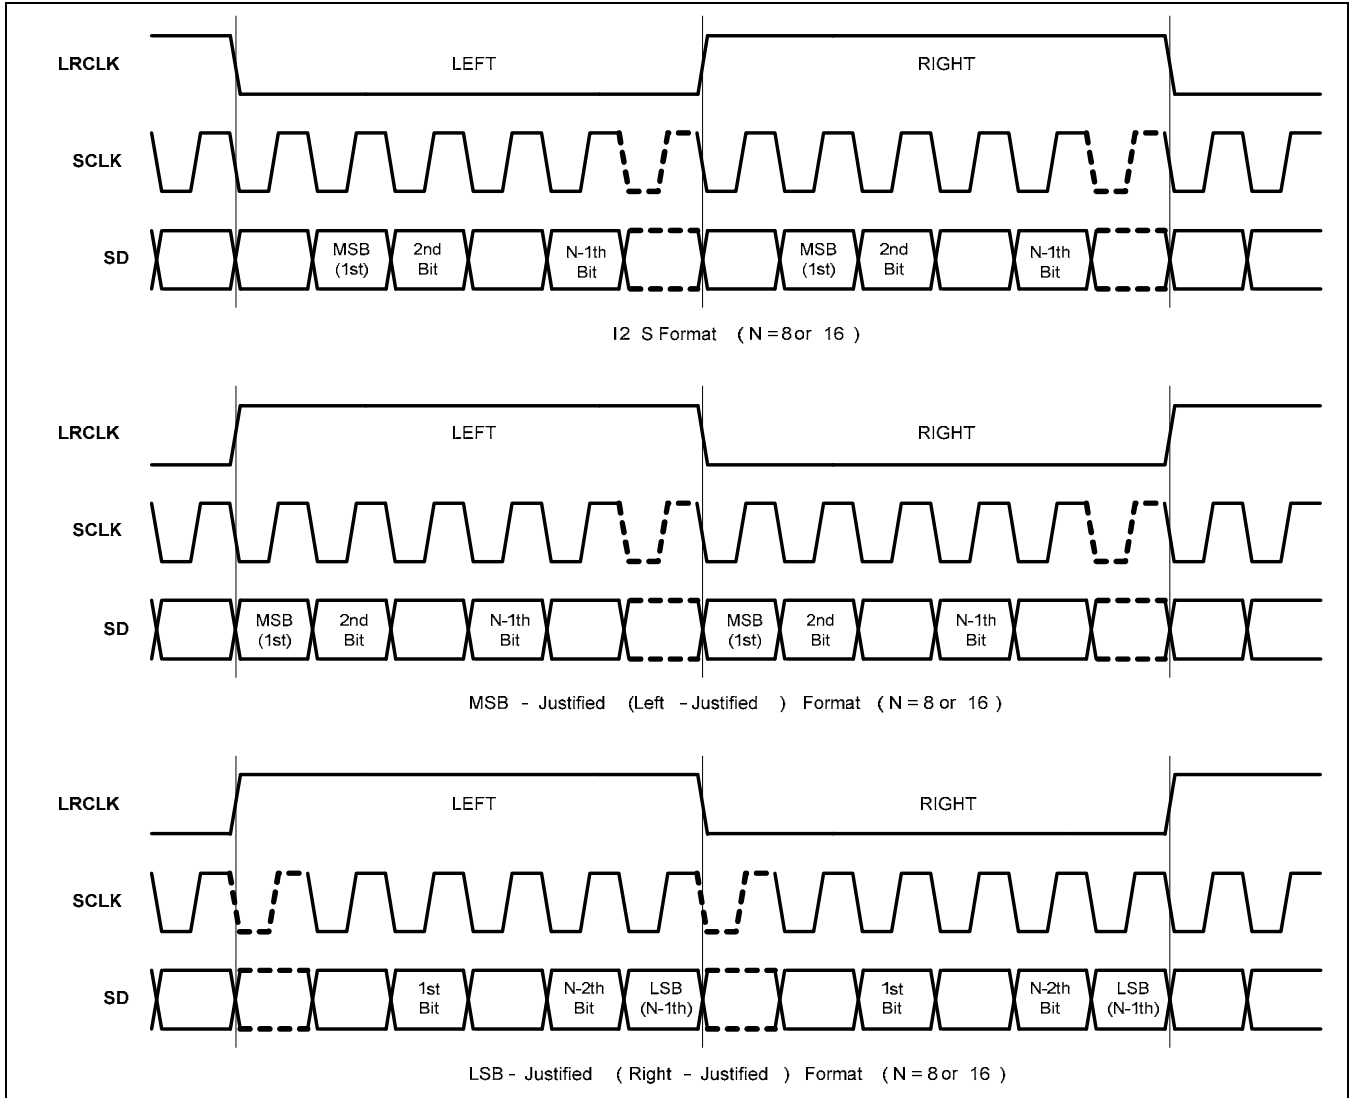 LRCLK LEFT RIGHT
SCLK
SD MSB (1st) 2nd Bit N-1th Bit MSB (1st) 2nd Bit N-1th Bit
I2 S Format ( N = 8 or 16 )
LRCLK LEFT RIGHT
SCLK
SD MSB (1st) 2nd Bit N-1th Bit MSB (1st) 2nd Bit N-1th Bit
MSB - Justified (Left - Justified ) Format ( N = 8 or 16 )
LRCLK LEFT RIGHT
SCLK
SD 1st Bit N-2th Bit LSB (N-1th) 1st Bit N-2th Bit LSB (N-1th)
LSB - Justified ( Right - Justified ) Format ( N = 8 or 16 )